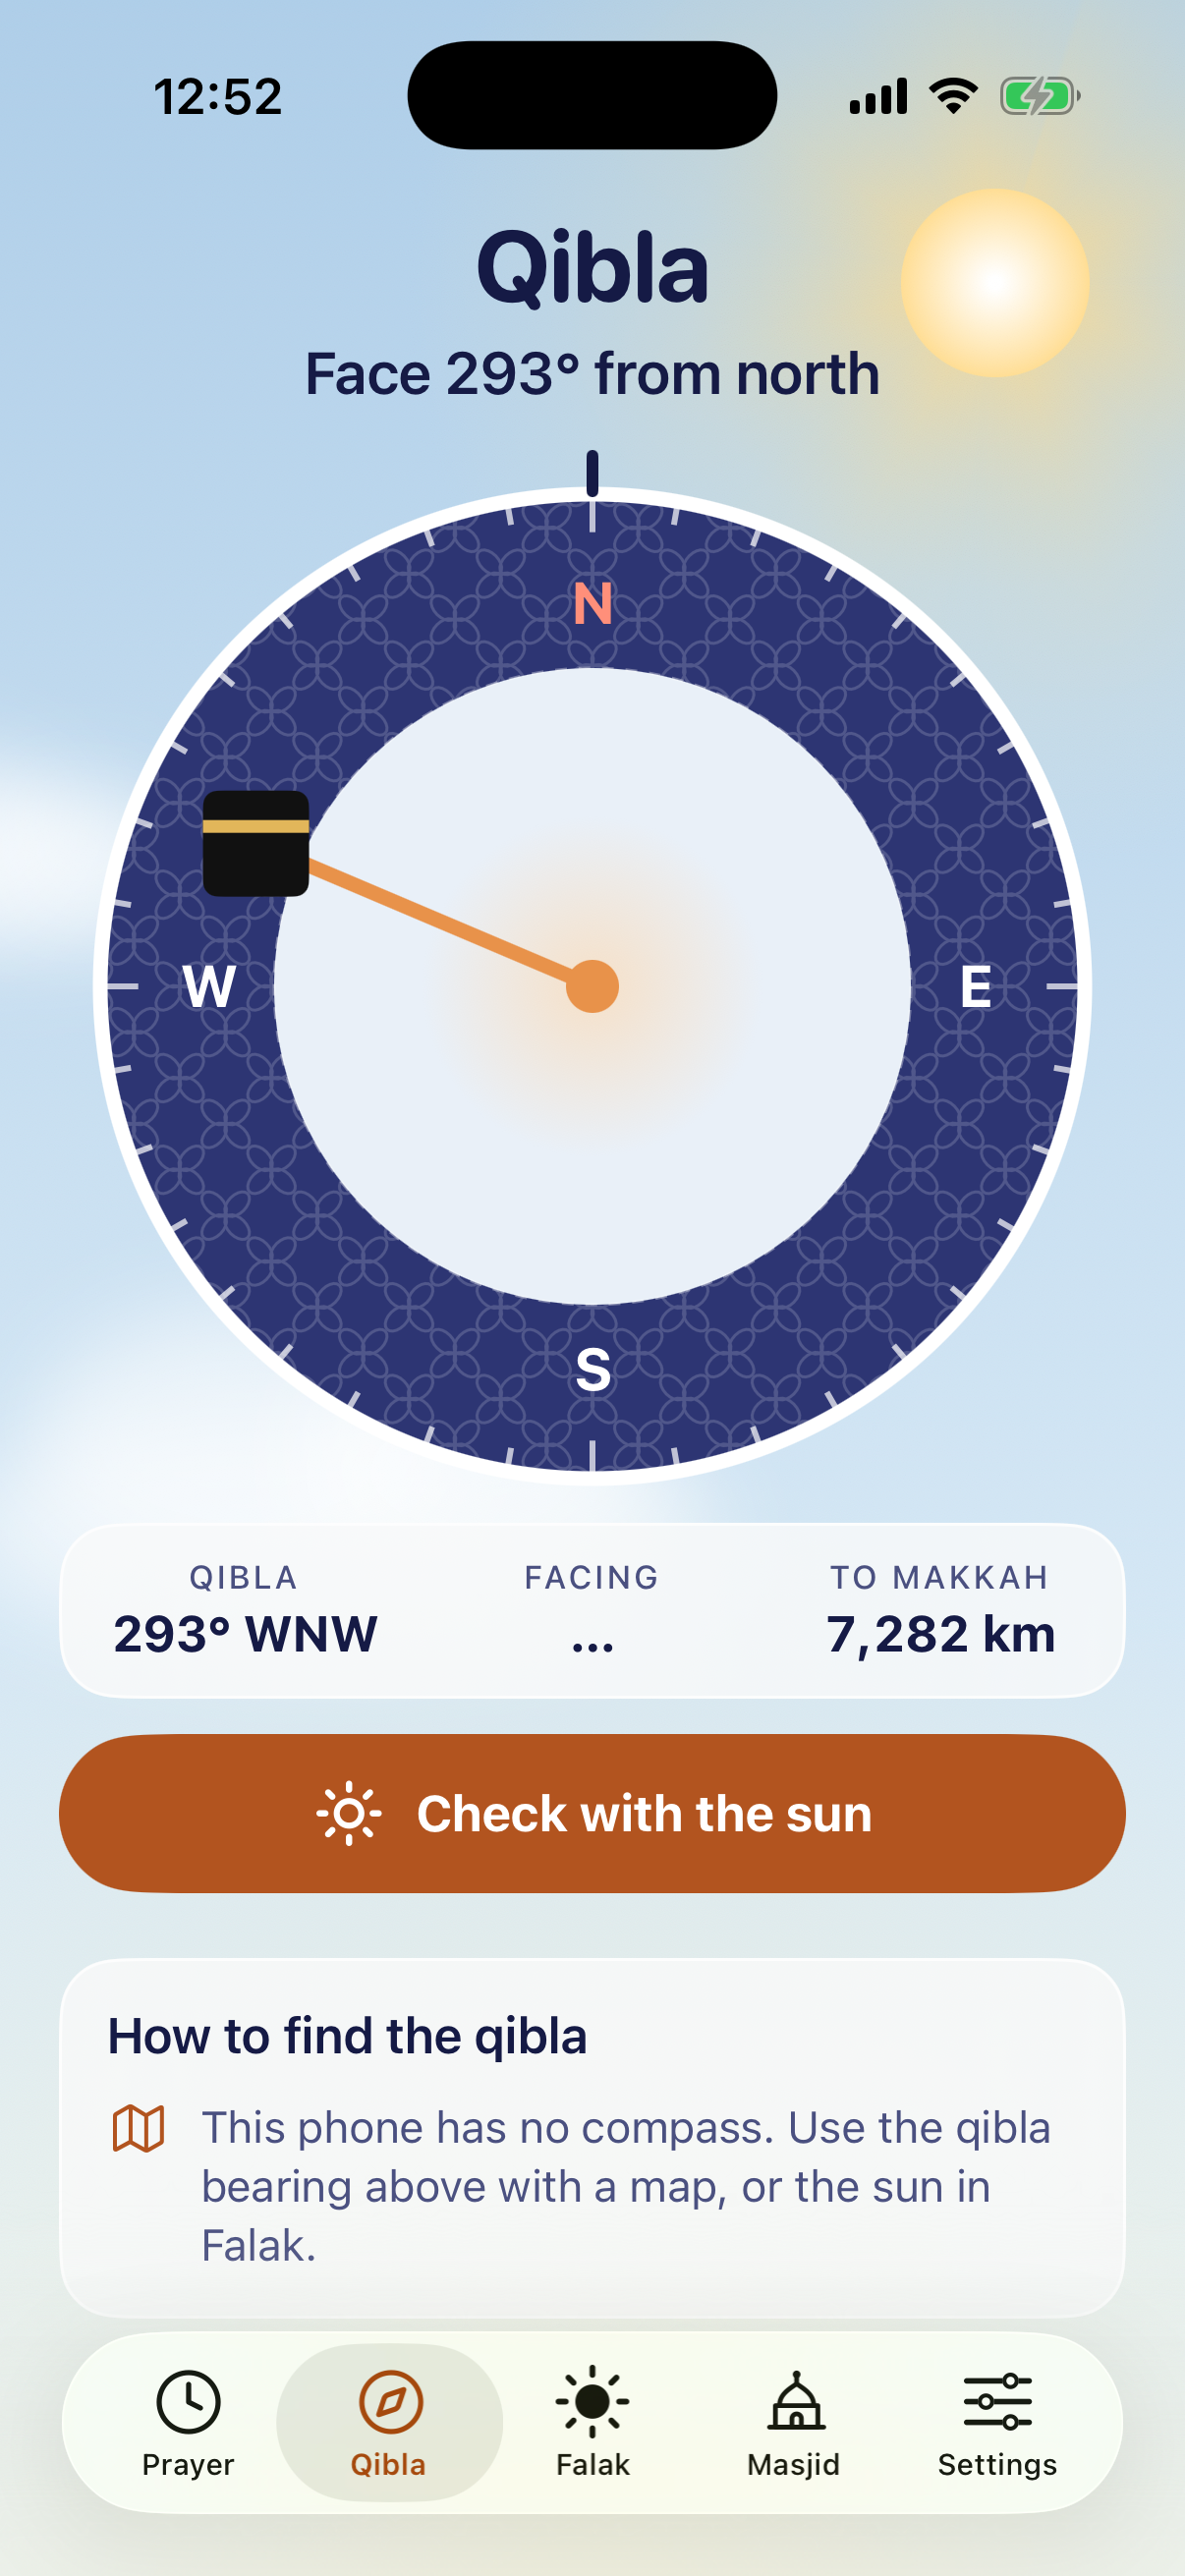 12:52
Qibla
Face 293° from north
N
W
E
S
QIBLA
293° WNW
FACING
...
TO MAKKAH
7,282 km
Check with the sun
How to find the qibla
This phone has no compass. Use the qibla
bearing above with a map, or the sun in
Falak.
Prayer
Qibla
Falak
Masjid
Settings